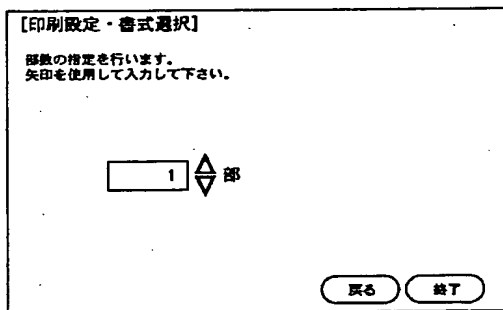 [印刷設定・書式選択]
部数の指定を行います。
矢印を使用して入力して下さい。
1 部
戻る 終了